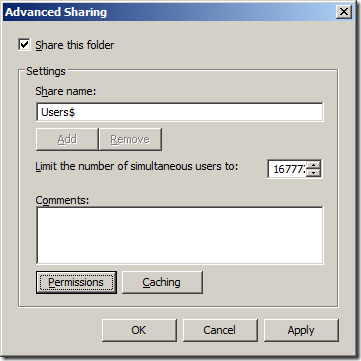 Advanced Sharing
Share this folder
Settings
Share name:
Users$
Add Remove
Limit the number of simultaneous users to:
Comments:
Permissions Caching
OK Cancel Apply